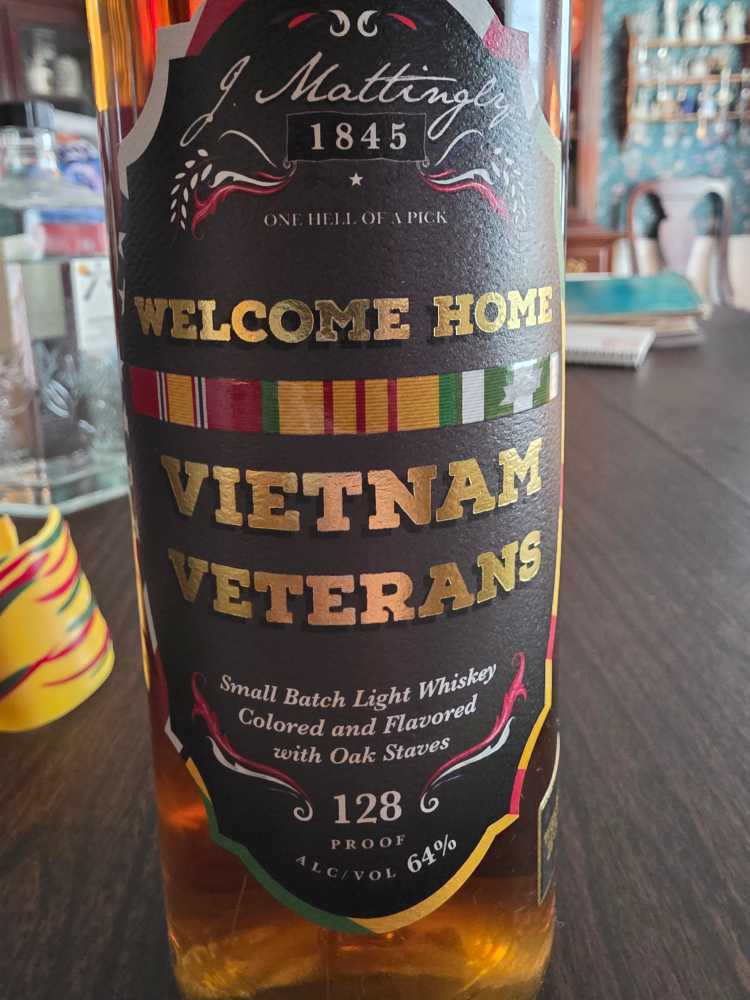 J. Mattingly
1845
ONE HELL OF A PICK
WELCOME HOME
VIETNAM
VETERANS
Small Batch Light Whiskey
Colored and Flavored
with Oak Staves
128
PROOF
ALC/VOL 64%